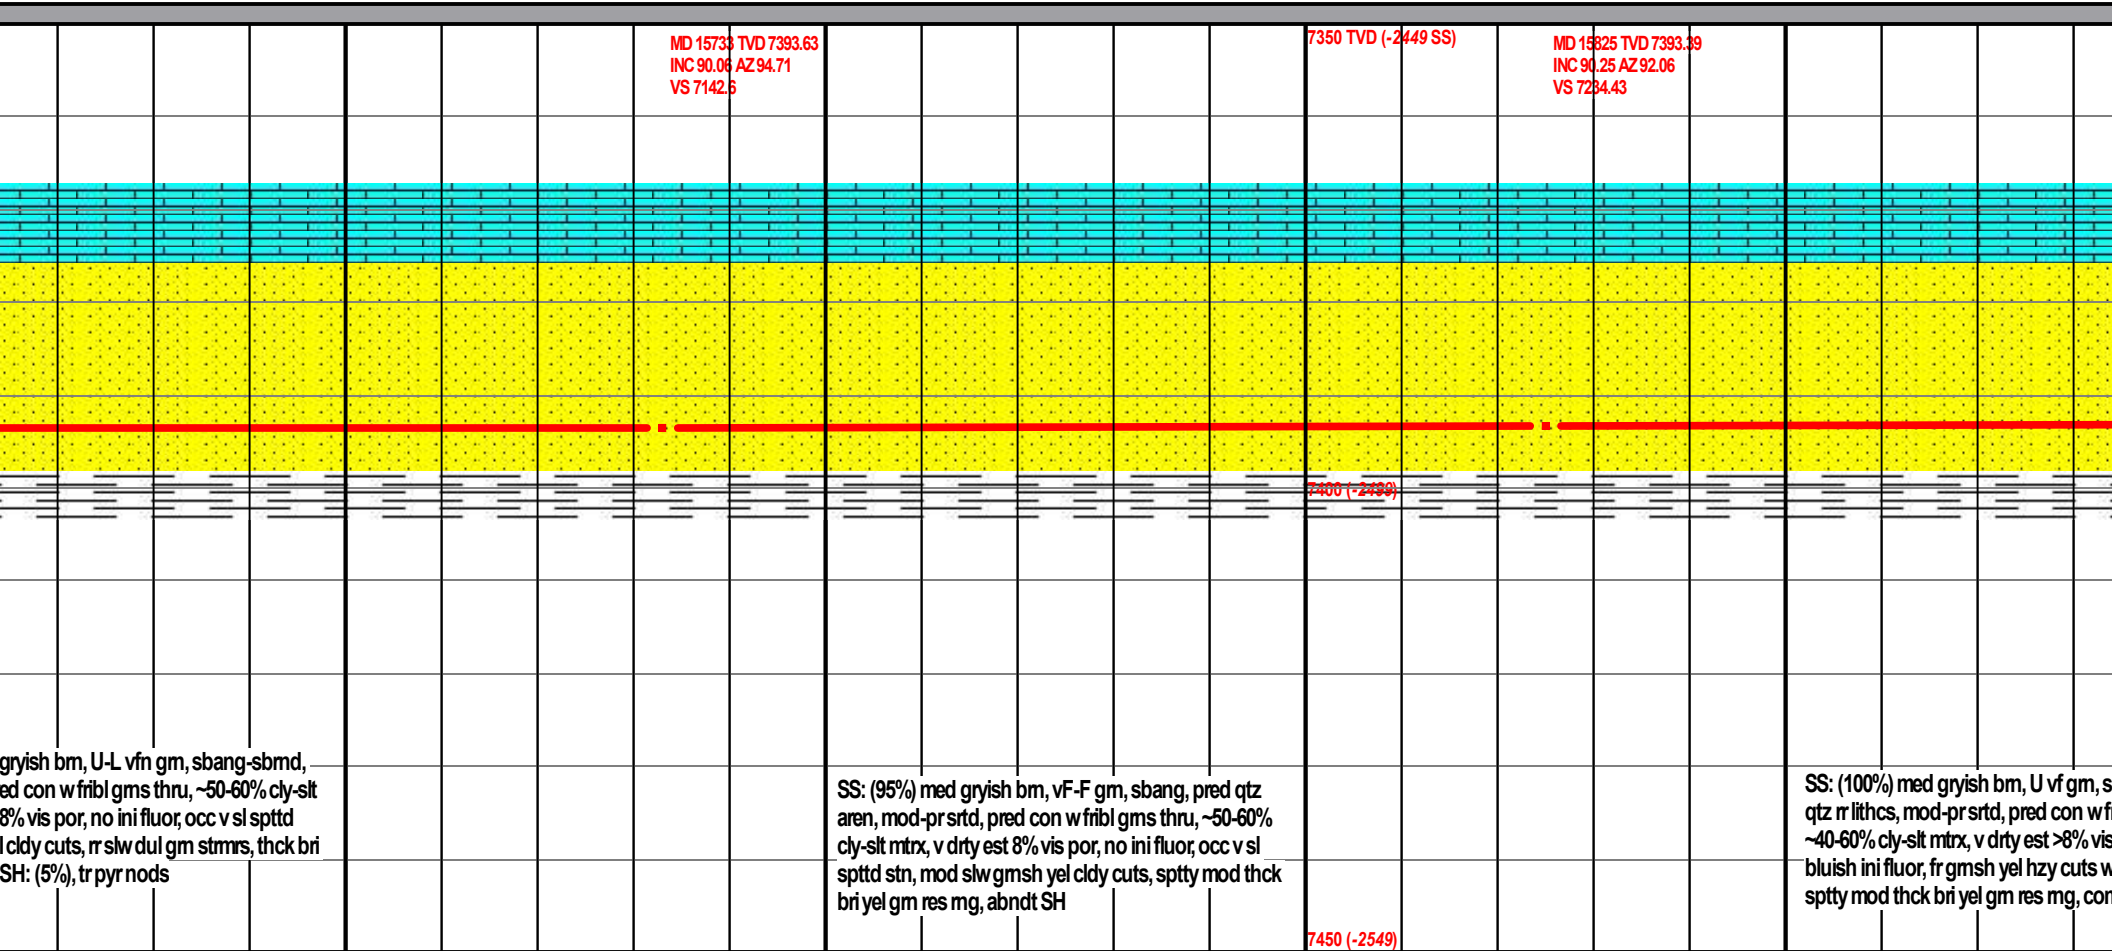 MD 15733 TVD 7393.63
INC 90.06 AZ 94.71
VS 7142.6
7350 TVD (-2449 SS)
MD 15825 TVD 7393.39
INC 90.25 AZ 92.06
VS 7234.43
7400 (-2499)
gryish brn, U-L vfn grn, sbang-sbrnd,
ed con w fribl grns thru, ~50-60% cly-slt
8% vis por, no ini fluor, occ v sl spttd
l cldy cuts, rr slw dul grn strmrs, thck bri
SH: (5%), tr pyr nods
SS: (95%) med gryish brn, vF-F grn, sbang, pred qtz
aren, mod-pr srtd, pred con w fribl grns thru, ~50-60%
cly-slt mtrx, v drty est 8% vis por, no ini fluor, occ v sl
spttd stn, mod slw grnsh yel cldy cuts, sptty mod thck
bri yel grn res rng, abndt SH
SS: (100%) med gryish brn, U vf grn, s
qtz rr lithcs, mod-pr srtd, pred con w fr
~40-60% cly-slt mtrx, v drty est >8% vis
bluish ini fluor, fr grnsh yel hzy cuts w
sptty mod thck bri yel grn res rng, con
7450 (-2549)